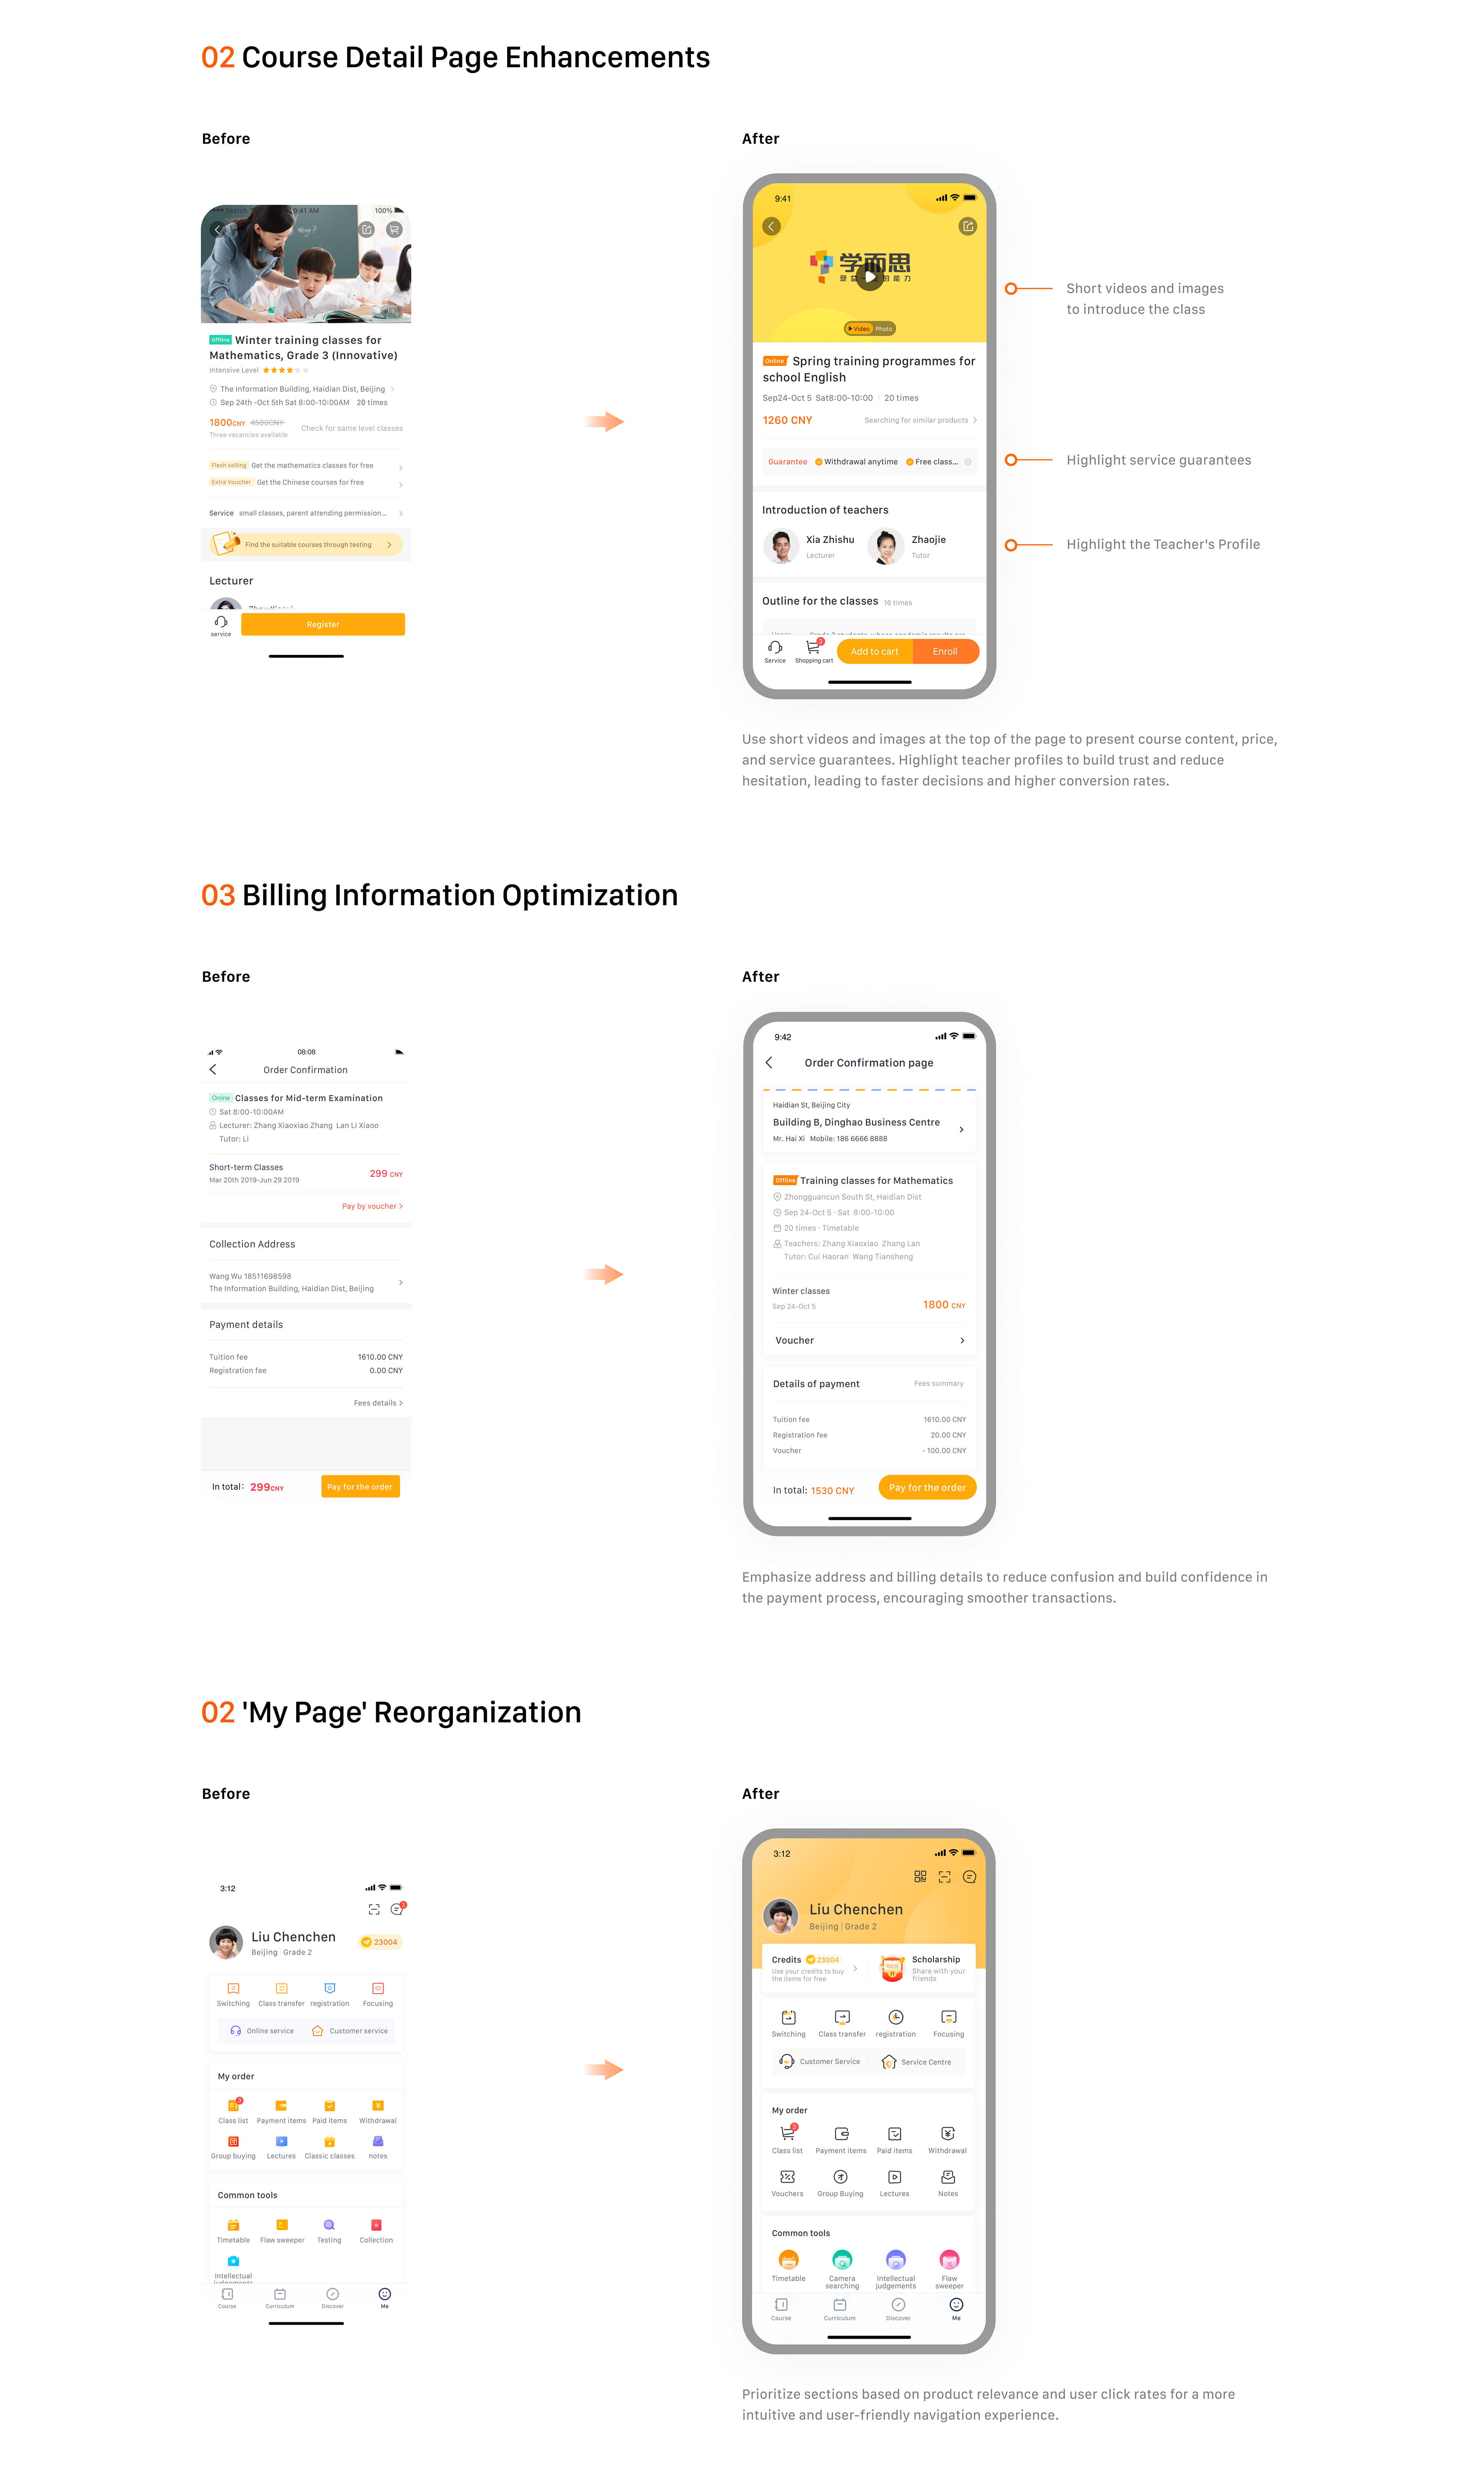 02 Course Detail Page Enhancements
Before
After
Sketch
9:41 AM
100%
Offline Winter training classes for
Mathematics, Grade 3 (Innovative)
Intensive Level
The Information Building, Haidian Dist, Beijing
Sep 24th -Oct 5th Sat 8:00-10:00AM 20 times
1800CNY 4500CNY
Three vacancies available
Check for same level classes
Flash selling Get the mathematics classes for free
Extra Voucher Get the Chinese courses for free
Service small classes, parent attending permission...
Find the suitable courses through testing
Lecturer
service
Register
9:41
学而思
Video Photo
Online Spring training programmes for
school English
Sep24-Oct 5 Sat8:00-10:00 20 times
1260 CNY
Searching for similar products
Guarantee Withdrawal anytime Free class...
Introduction of teachers
Xia Zhishu
Lecturer
Zhaojie
Tutor
Outline for the classes 16 times
Service
Shopping cart
Add to cart
Enroll
Short videos and images
to introduce the class
Highlight service guarantees
Highlight the Teacher's Profile
Use short videos and images at the top of the page to present course content, price,
and service guarantees. Highlight teacher profiles to build trust and reduce
hesitation, leading to faster decisions and higher conversion rates.
03 Billing Information Optimization
Before
After
08:08
Order Confirmation
Online Classes for Mid-term Examination
Sat 8:00-10:00AM
Lecturer: Zhang Xiaoxiao Zhang Lan Li Xiaoo
Tutor: Li
Short-term Classes
Mar 20th 2019-Jun 29 2019
299 CNY
Pay by voucher
Collection Address
Wang Wu 18511698598
The Information Building, Haidian Dist, Beijing
Payment details
Tuition fee 1610.00 CNY
Registration fee 0.00 CNY
Fees details
In total: 299CNY
Pay for the order
9:42
Order Confirmation page
Haidian St, Beijing City
Building B, Dinghao Business Centre
Mr. Hai Xi Mobile: 186 6666 8888
Offline Training classes for Mathematics
Zhongguancun South St, Haidian Dist
Sep 24-Oct 5 · Sat 8:00-10:00
20 times · Timetable
Teachers: Zhang Xiaoxiao Zhang Lan
Tutor: Cui Haoran Wang Tiansheng
Winter classes
Sep 24-Oct 5
1800 CNY
Voucher
Details of payment Fees summary
Tuition fee 1610.00 CNY
Registration fee 20.00 CNY
Voucher - 100.00 CNY
In total: 1530 CNY
Pay for the order
Emphasize address and billing details to reduce confusion and build confidence in
the payment process, encouraging smoother transactions.
02 'My Page' Reorganization
Before
After
3:12
3
Liu Chenchen
Beijing Grade 2
23004
Switching Class transfer registration Focusing
Online service Customer service
My order
3
Class list Payment items Paid items Withdrawal
Group buying Lectures Classic classes notes
Common tools
Timetable Flaw sweeper Testing Collection
Intellectual
Course Curriculum Discover Me
3:12
Liu Chenchen
Beijing | Grade 2
Credits 23004
Use your credits to buy
the items for free
Scholarship
Share with your
friends
Switching Class transfer registration Focusing
Customer Service Service Centre
My order
3
Class list Payment items Paid items Withdrawal
Vouchers Group Buying Lectures Notes
Common tools
Timetable Camera Intellectual Flaw
searching judgements sweeper
Course Curriculum Discover Me
Prioritize sections based on product relevance and user click rates for a more
intuitive and user-friendly navigation experience.